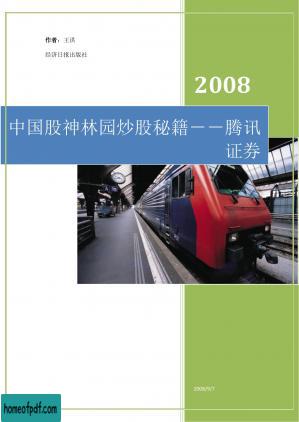 作者：王洪
经济日报出版社
2008
中国股神林园炒股秘籍－－腾讯
证券
2008/9/7
homeofpdf.com